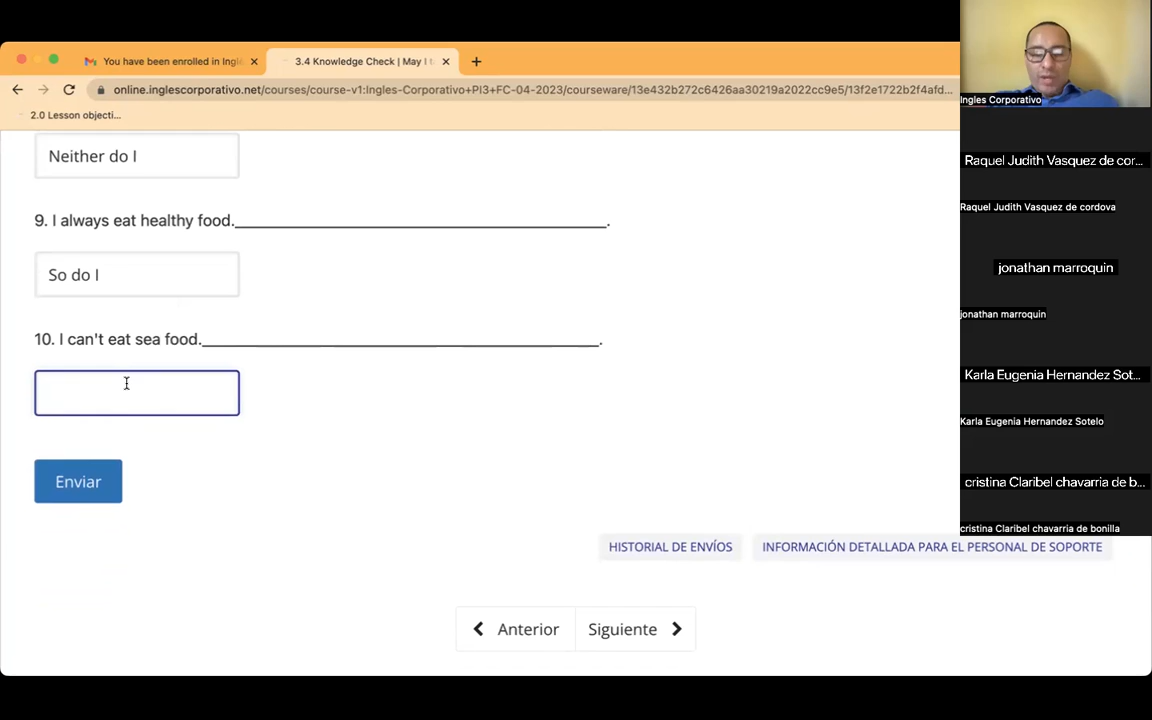 You have been enrolled in Inglé
3.4 Knowledge Check | May I t
online.inglescorporativo.net/courses/course-v1:Ingles-Corporativo+PI3+FC-04-2023/courseware/13e432b272c6426aa30219a2022cc9e5/13f2e1722b2f4afd...
2.0 Lesson objecti...
Neither do I
9. I always eat healthy food.________________________________________.
So do I
10. I can't eat sea food.___________________________________________.
Enviar
HISTORIAL DE ENVÍOS
INFORMACIÓN DETALLADA PARA EL PERSONAL DE SOPORTE
Anterior
Siguiente
Ingles Corporativo
Raquel Judith Vasquez de cor...
Raquel Judith Vasquez de cordova
jonathan marroquin
jonathan marroquin
Karla Eugenia Hernandez Sot...
Karla Eugenia Hernandez Sotelo
cristina Claribel chavarria de b...
cristina Claribel chavarria de bonilla